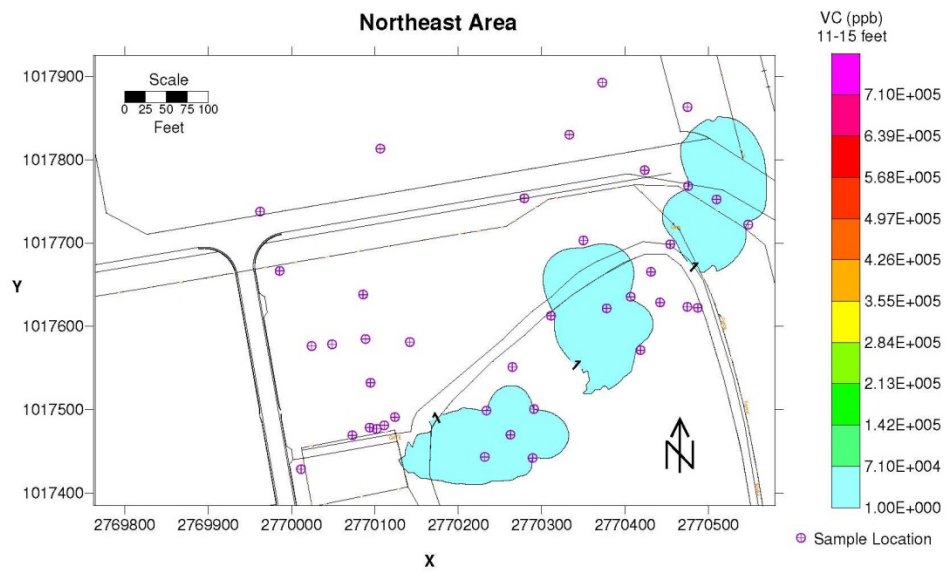 Northeast Area
VC (ppb)
11-15 feet
1017900
1017800
1017700
1017600
1017500
1017400
Y
Scale
0 25 50 75 100
Feet
1
1
1
N
2769800 2769900 2770000 2770100 2770200 2770300 2770400 2770500
X
7.10E+005
6.39E+005
5.68E+005
4.97E+005
4.26E+005
3.55E+005
2.84E+005
2.13E+005
1.42E+005
7.10E+004
1.00E+000
Sample Location